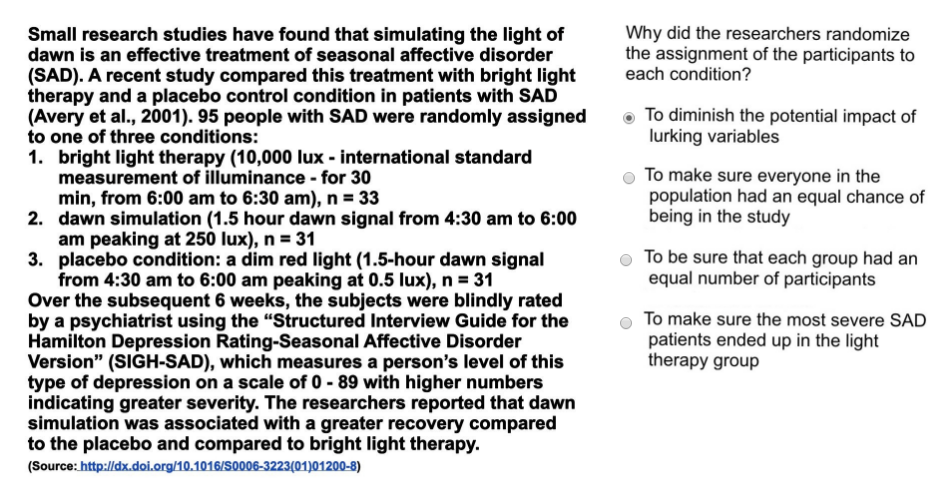 Small research studies have found that simulating the light of
dawn is an effective treatment of seasonal affective disorder
(SAD). A recent study compared this treatment with bright light
therapy and a placebo control condition in patients with SAD
(Avery et al., 2001). 95 people with SAD were randomly assigned
to one of three conditions:
1. bright light therapy (10,000 lux - international standard
measurement of illuminance - for 30
min, from 6:00 am to 6:30 am), n = 33
2. dawn simulation (1.5 hour dawn signal from 4:30 am to 6:00
am peaking at 250 lux), n = 31
3. placebo condition: a dim red light (1.5-hour dawn signal
from 4:30 am to 6:00 am peaking at 0.5 lux), n = 31
Over the subsequent 6 weeks, the subjects were blindly rated
by a psychiatrist using the “Structured Interview Guide for the
Hamilton Depression Rating-Seasonal Affective Disorder
Version” (SIGH-SAD), which measures a person’s level of this
type of depression on a scale of 0 - 89 with higher numbers
indicating greater severity. The researchers reported that dawn
simulation was associated with a greater recovery compared
to the placebo and compared to bright light therapy.
(Source: http://dx.doi.org/10.1016/S0006-3223(01)01200-8)
Why did the researchers randomize
the assignment of the participants to
each condition?
To diminish the potential impact of
lurking variables
To make sure everyone in the
population had an equal chance of
being in the study
To be sure that each group had an
equal number of participants
To make sure the most severe SAD
patients ended up in the light
therapy group